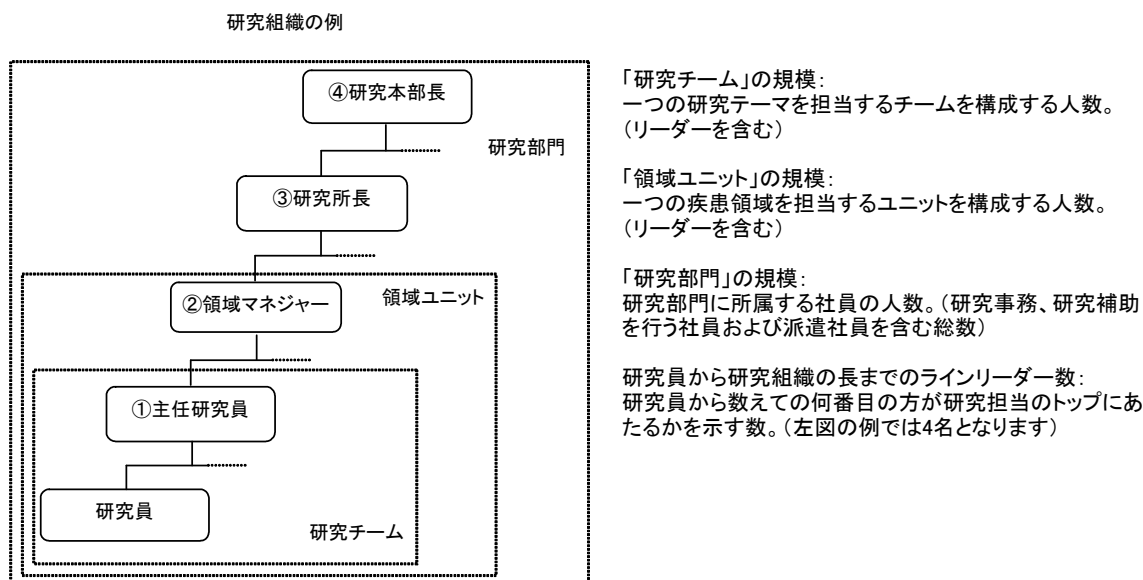 研究組織の例
④研究本部長
研究部門
③研究所長
②領域マネジャー
領域ユニット
①主任研究員
研究員
研究チーム
「研究チーム」の規模：
一つの研究テーマを担当するチームを構成する人数。
（リーダーを含む）
「領域ユニット」の規模：
一つの疾患領域を担当するユニットを構成する人数。
（リーダーを含む）
「研究部門」の規模：
研究部門に所属する社員の人数。（研究事務、研究補助
を行う社員および派遣社員を含む総数）
研究員から研究組織の長までのラインリーダー数：
研究員から数えての何番目の方が研究担当のトップにあ
たるかを示す数。（左図の例では4名となります）